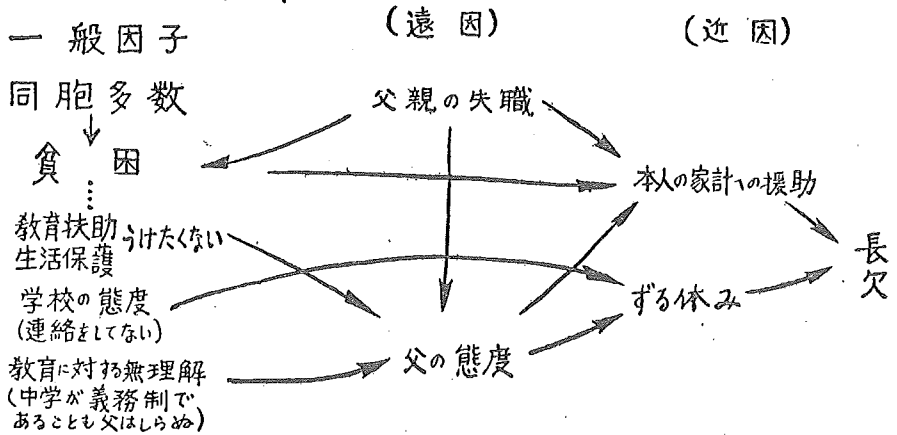 一般因子
(遠因)
(近因)
同胞多数
父親の失職
貧困
本人の家計への援助
教育扶助
生活保護
うけたくない
長欠
学校の態度
(連絡をしてない)
ずる休み
父の態度
教育に対する無理解
(中学が義務制で
あることも父はしらぬ)